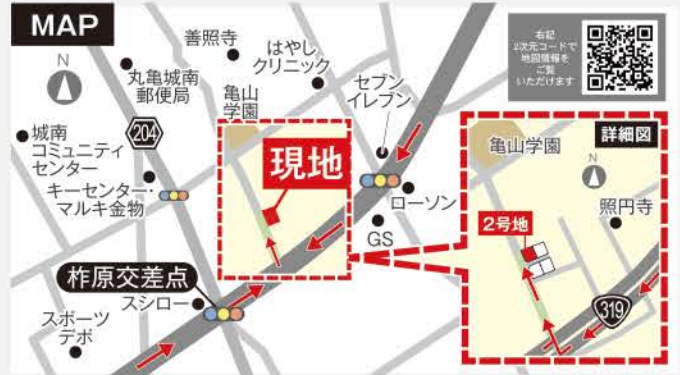 MAP
N
善照寺
はやし
クリニック
丸亀城南
郵便局
亀山
学園
セブン
イレブン
右記
2次元コードで
地図情報を
ご覧
いただけます
204
城南
コミュニティ
センター
キーセンター・
マルキ金物
現地
ローソン
GS
柞原交差点
スシロー
スポーツ
デポ
詳細図
亀山学園
N
照円寺
2号地
319